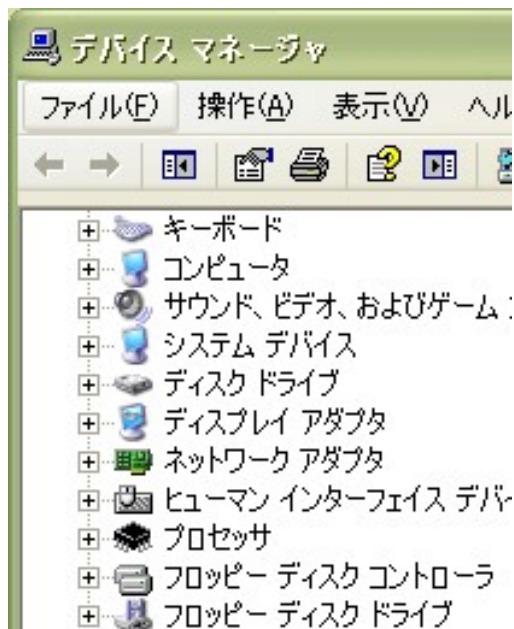 デバイス マネージャ
ファイル(F) 操作(A) 表示(V) ヘル
キーボード
コンピュータ
サウンド、ビデオ、およびゲーム
システム デバイス
ディスク ドライブ
ディスプレイ アダプタ
ネットワーク アダプタ
ヒューマン インターフェイス デバイ
プロセッサ
フロッピー ディスク コントローラ
フロッピー ディスク ドライブ